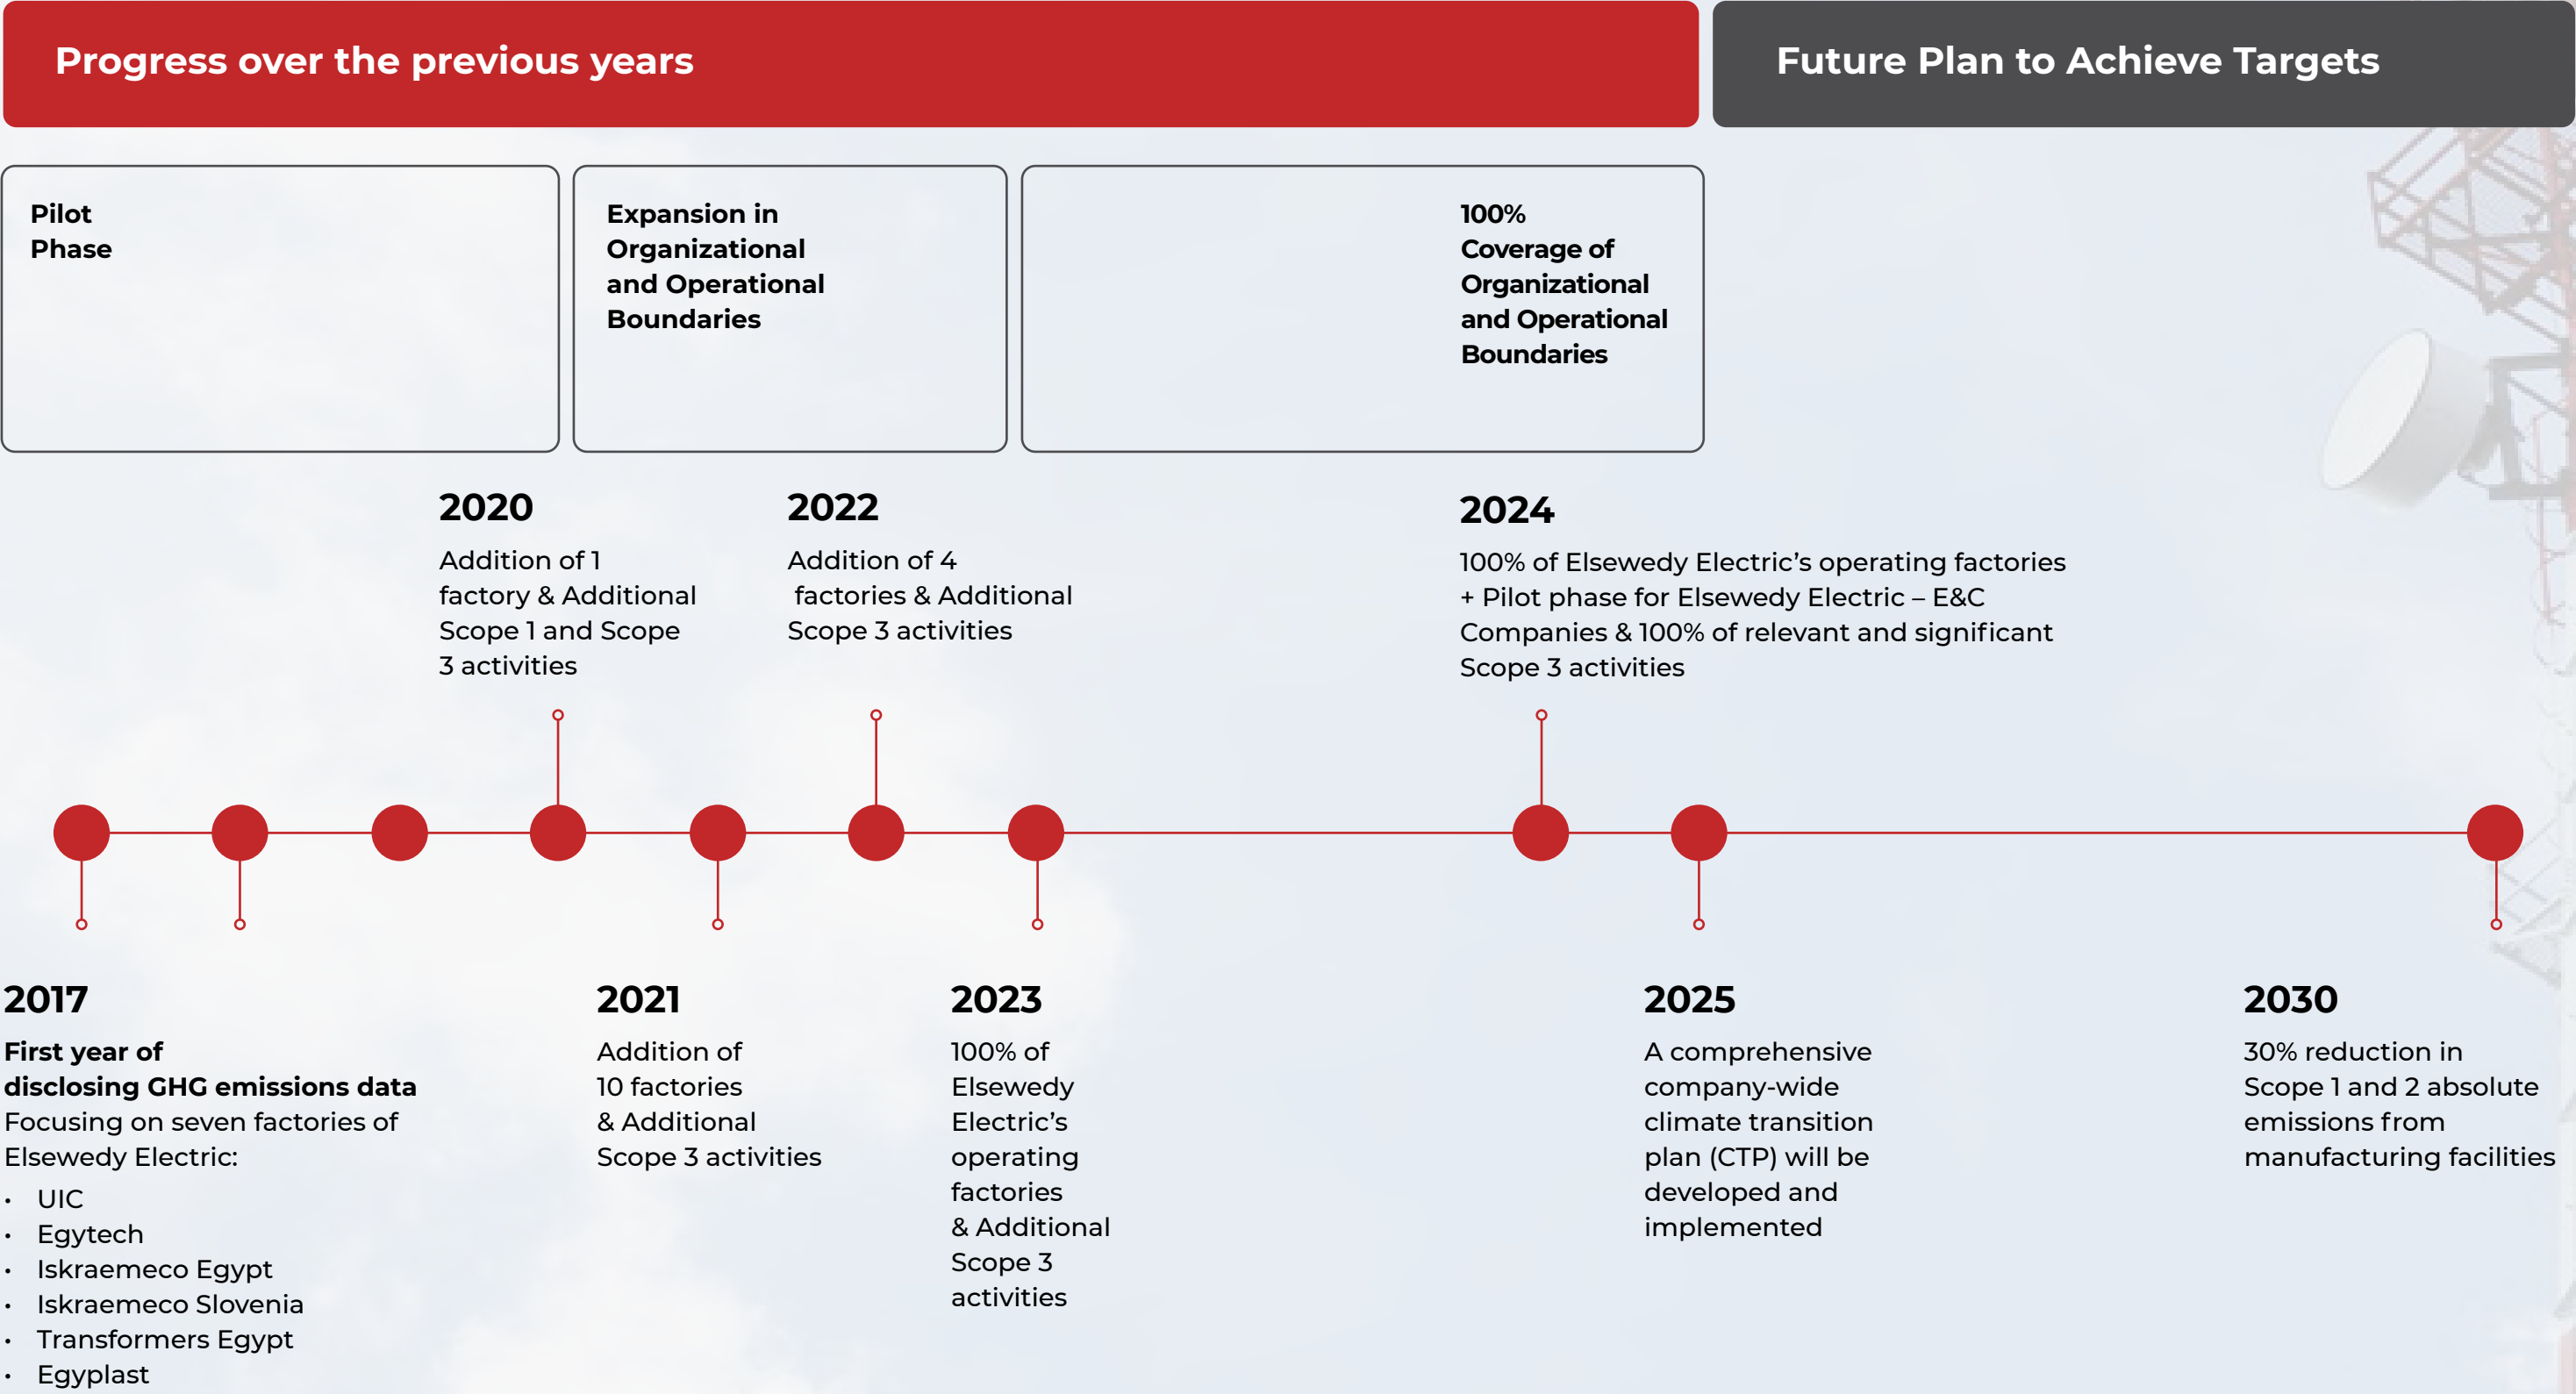 Progress over the previous years
Future Plan to Achieve Targets
Pilot
Phase
Expansion in
Organizational
and Operational
Boundaries
100%
Coverage of
Organizational
and Operational
Boundaries
2020
Addition of 1
factory & Additional
Scope 1 and Scope
3 activities
2022
Addition of 4
factories & Additional
Scope 3 activities
2024
100% of Elsewedy Electric’s operating factories
+ Pilot phase for Elsewedy Electric – E&C
Companies & 100% of relevant and significant
Scope 3 activities
2017
First year of
disclosing GHG emissions data
Focusing on seven factories of
Elsewedy Electric:
• UIC
• Egytech
• Iskraemeco Egypt
• Iskraemeco Slovenia
• Transformers Egypt
• Egyplast
2021
Addition of
10 factories
& Additional
Scope 3 activities
2023
100% of
Elsewedy
Electric’s
operating
factories
& Additional
Scope 3
activities
2025
A comprehensive
company-wide
climate transition
plan (CTP) will be
developed and
implemented
2030
30% reduction in
Scope 1 and 2 absolute
emissions from
manufacturing facilities